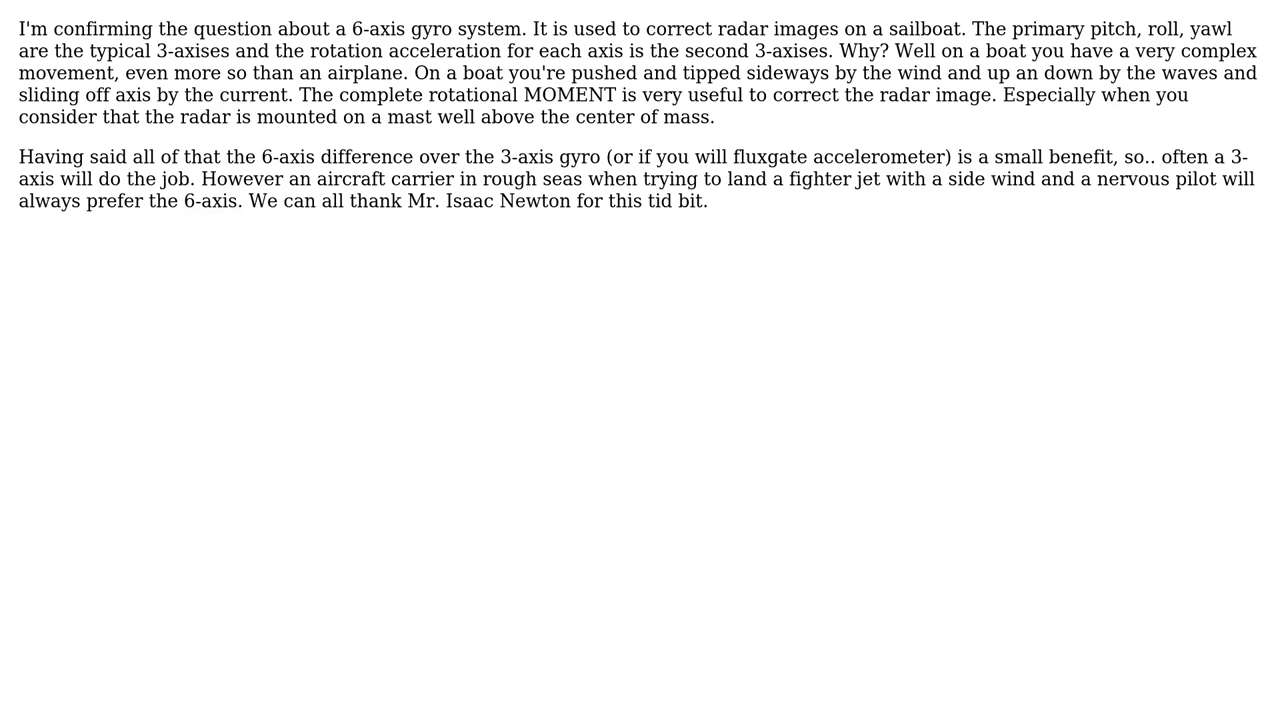 I'm confirming the question about a 6-axis gyro system. It is used to correct radar images on a sailboat. The primary pitch, roll, yawl
are the typical 3-axises and the rotation acceleration for each axis is the second 3-axises. Why? Well on a boat you have a very complex
movement, even more so than an airplane. On a boat you're pushed and tipped sideways by the wind and up an down by the waves and
sliding off axis by the current. The complete rotational MOMENT is very useful to correct the radar image. Especially when you
consider that the radar is mounted on a mast well above the center of mass.
Having said all of that the 6-axis difference over the 3-axis gyro (or if you will fluxgate accelerometer) is a small benefit, so.. often a 3-
axis will do the job. However an aircraft carrier in rough seas when trying to land a fighter jet with a side wind and a nervous pilot will
always prefer the 6-axis. We can all thank Mr. Isaac Newton for this tid bit.